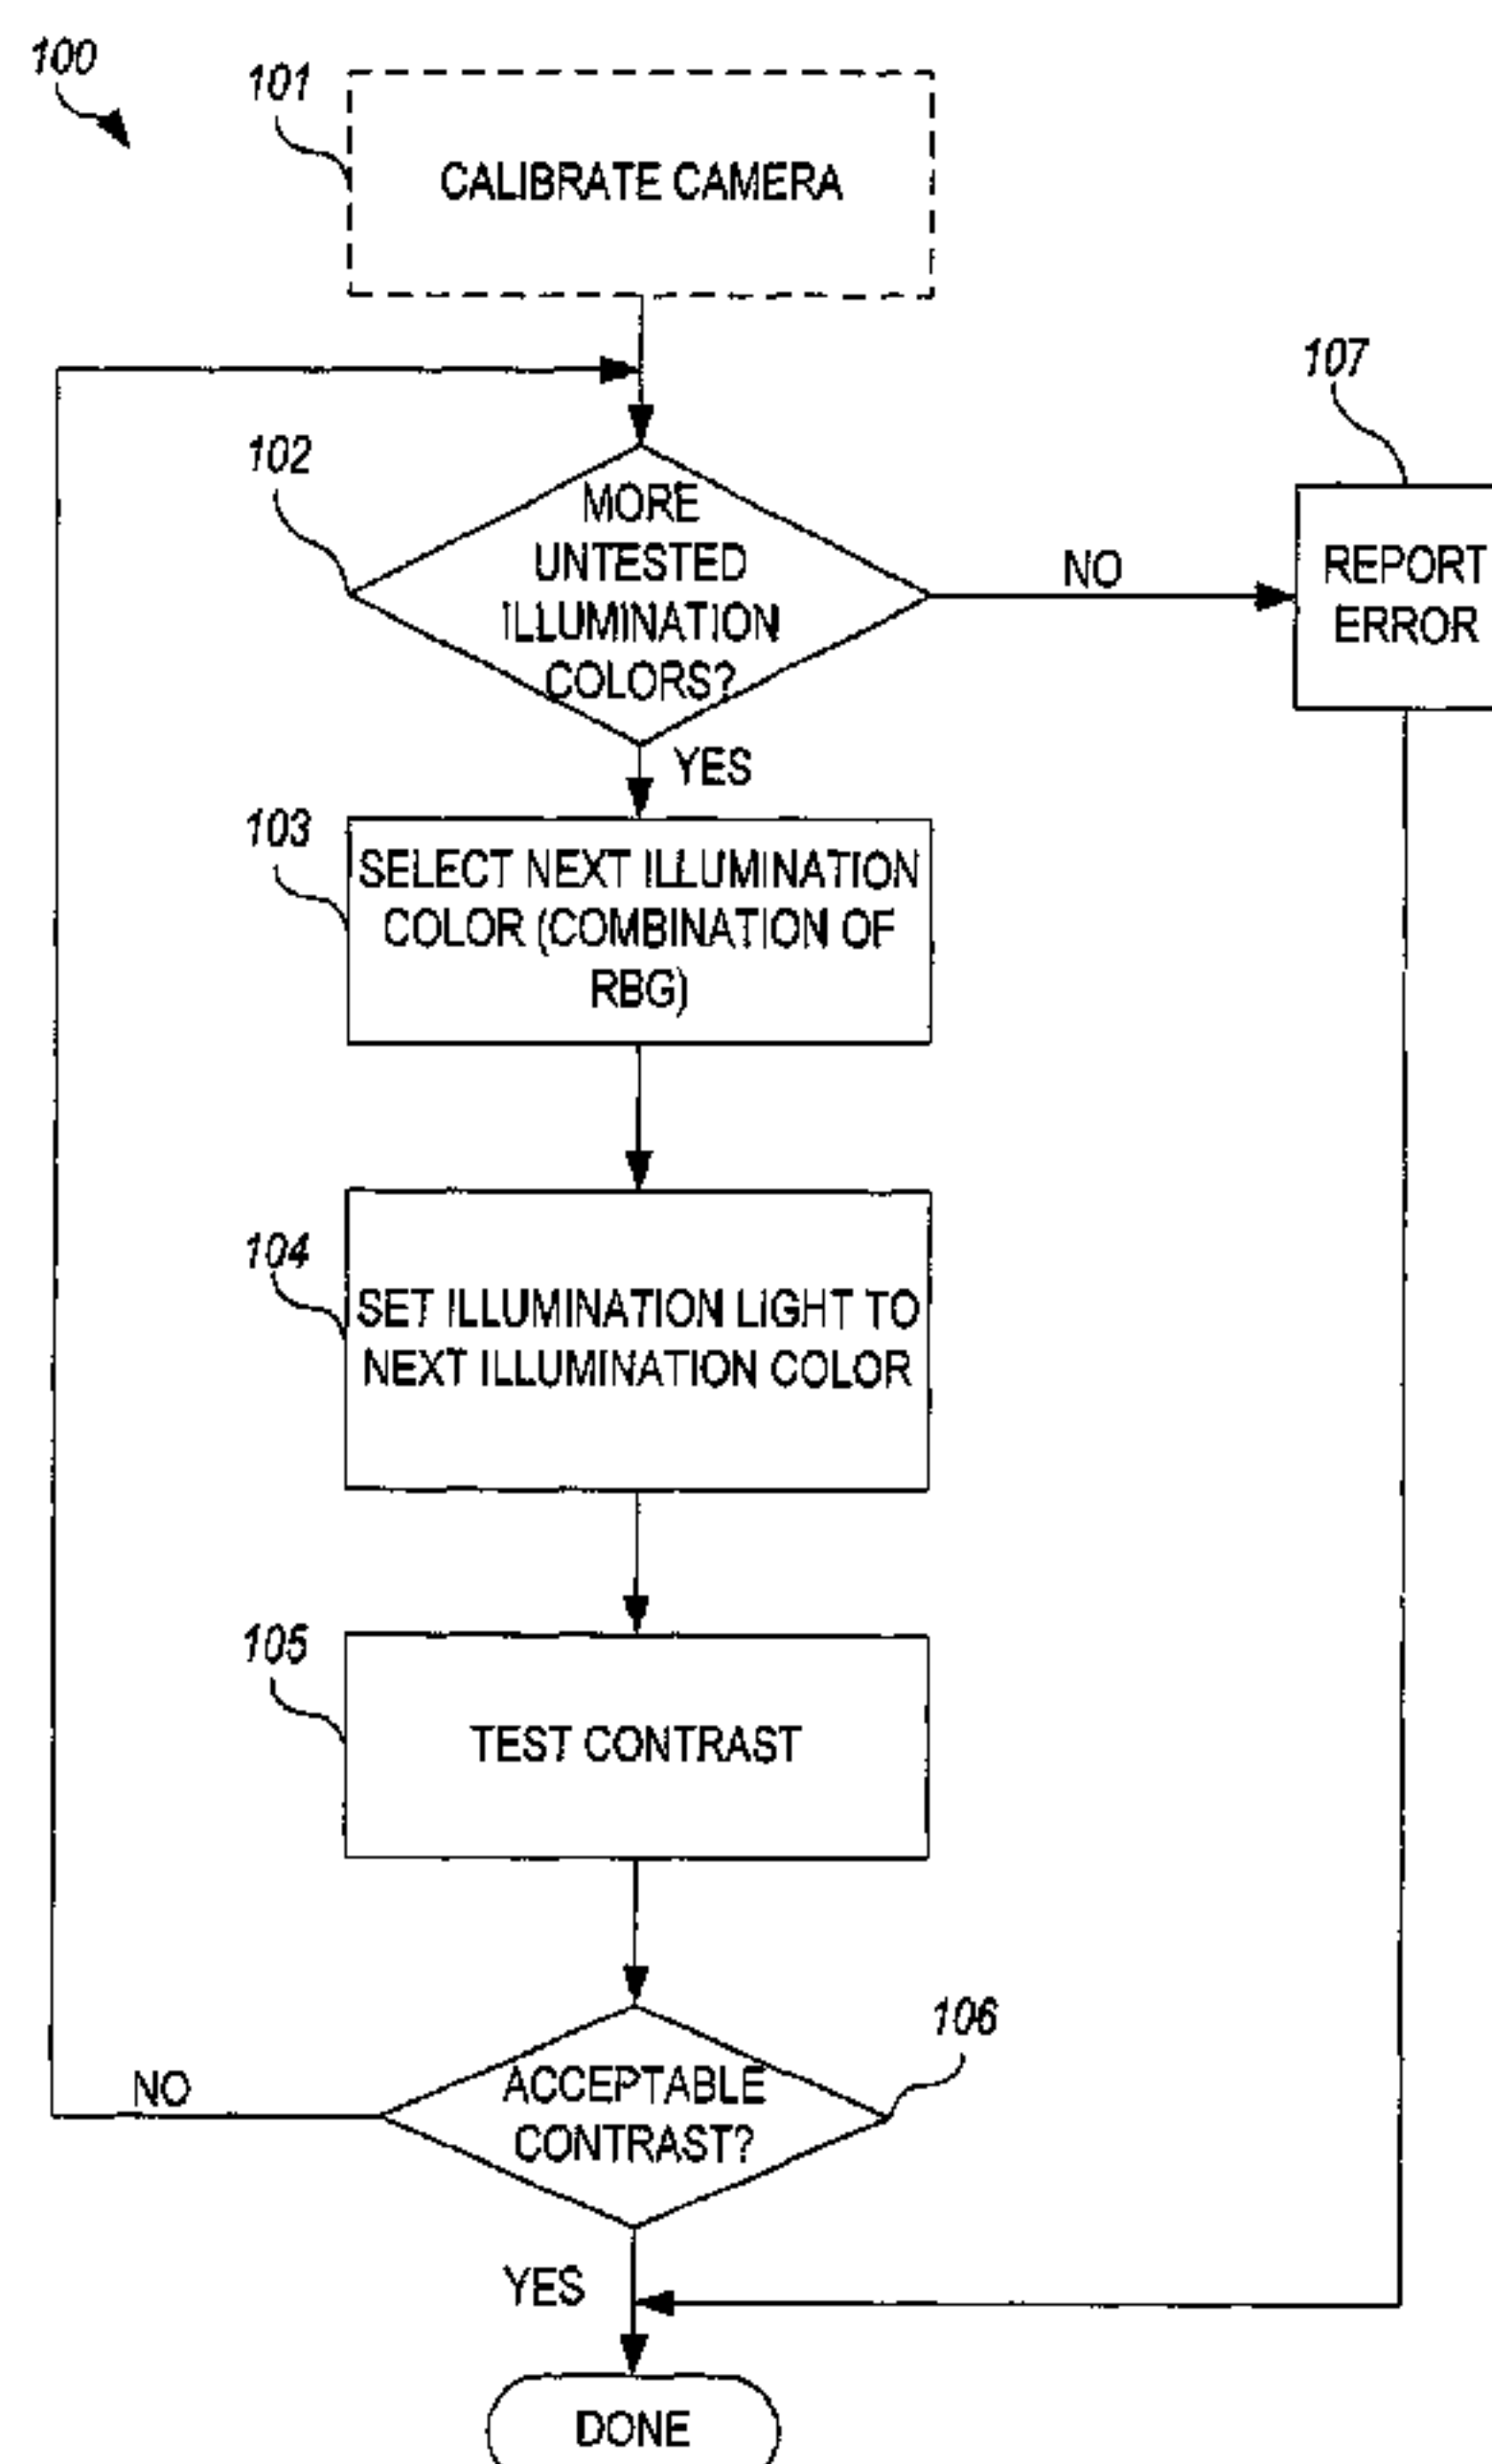 100
101
CALIBRATE CAMERA
107
102
MORE
UNTESTED
ILLUMINATION
COLORS?
NO
REPORT
ERROR
YES
103
SELECT NEXT ILLUMINATION
COLOR (COMBINATION OF
RBG)
104
SET ILLUMINATION LIGHT TO
NEXT ILLUMINATION COLOR
105
TEST CONTRAST
106
ACCEPTABLE
CONTRAST?
NO
YES
DONE